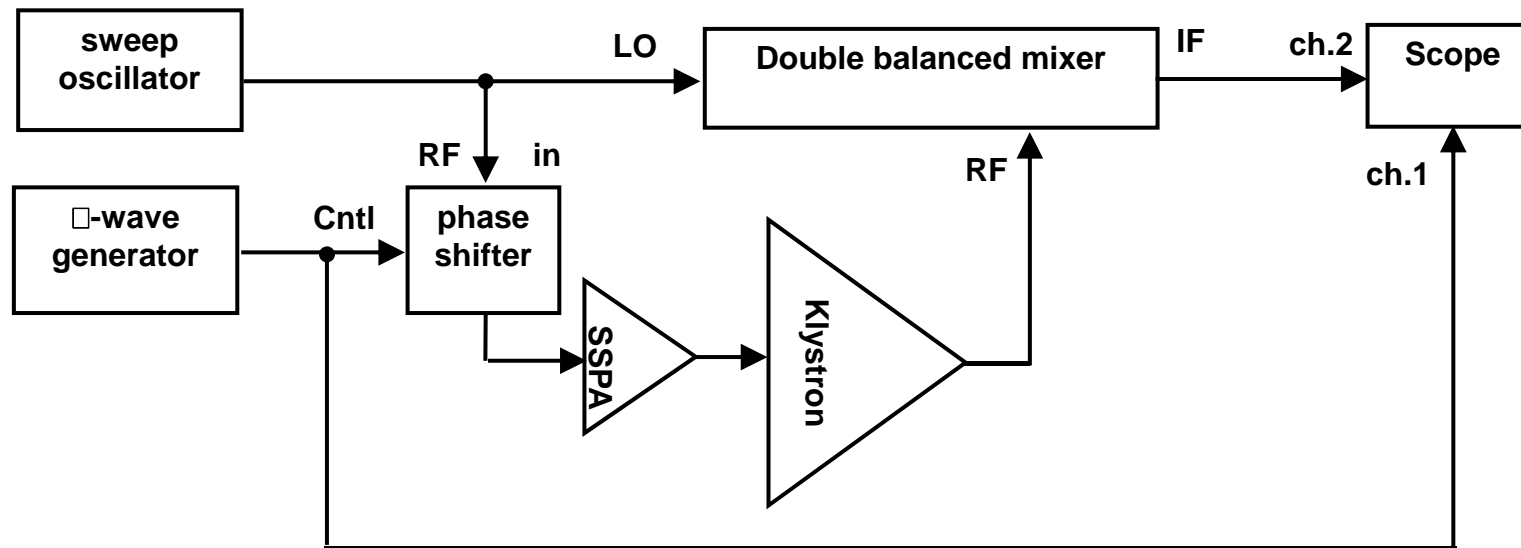 sweep
oscillator
LO
Double balanced mixer
IF
ch.2
Scope
RF in
RF
ch.1
□-wave
generator
Cntl
phase
shifter
SSPA
Klystron